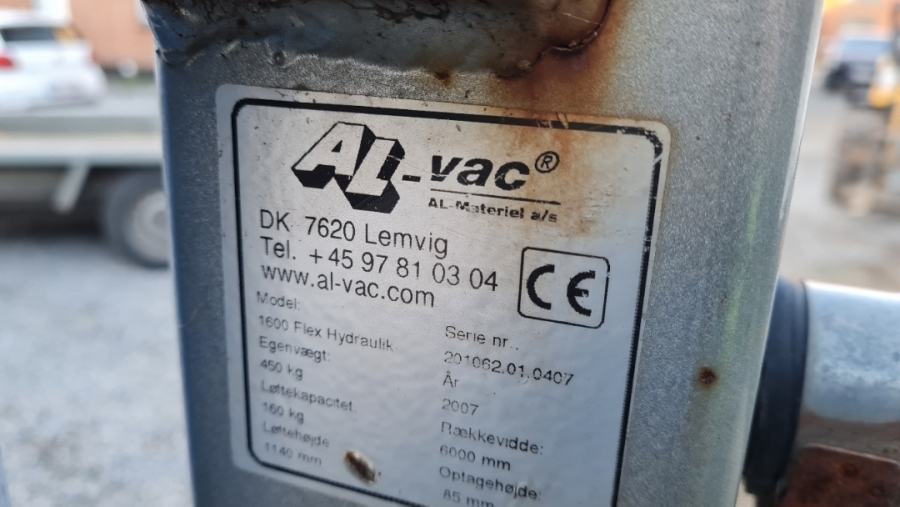 AL-vac®
AL-Materiel a/s
DK 7620 Lemvig
Tel. +45 97 81 03 04
www.al-vac.com
CE
Model:
1600 Flex Hydraulik
Egenvægt:
450 kg
Løftekapacitet:
160 kg
Løftehøjde
1140 mm
Serie nr.:
201062.01.0407
År
2007
Rækkevidde:
6000 mm
Optagehøjde:
85 mm